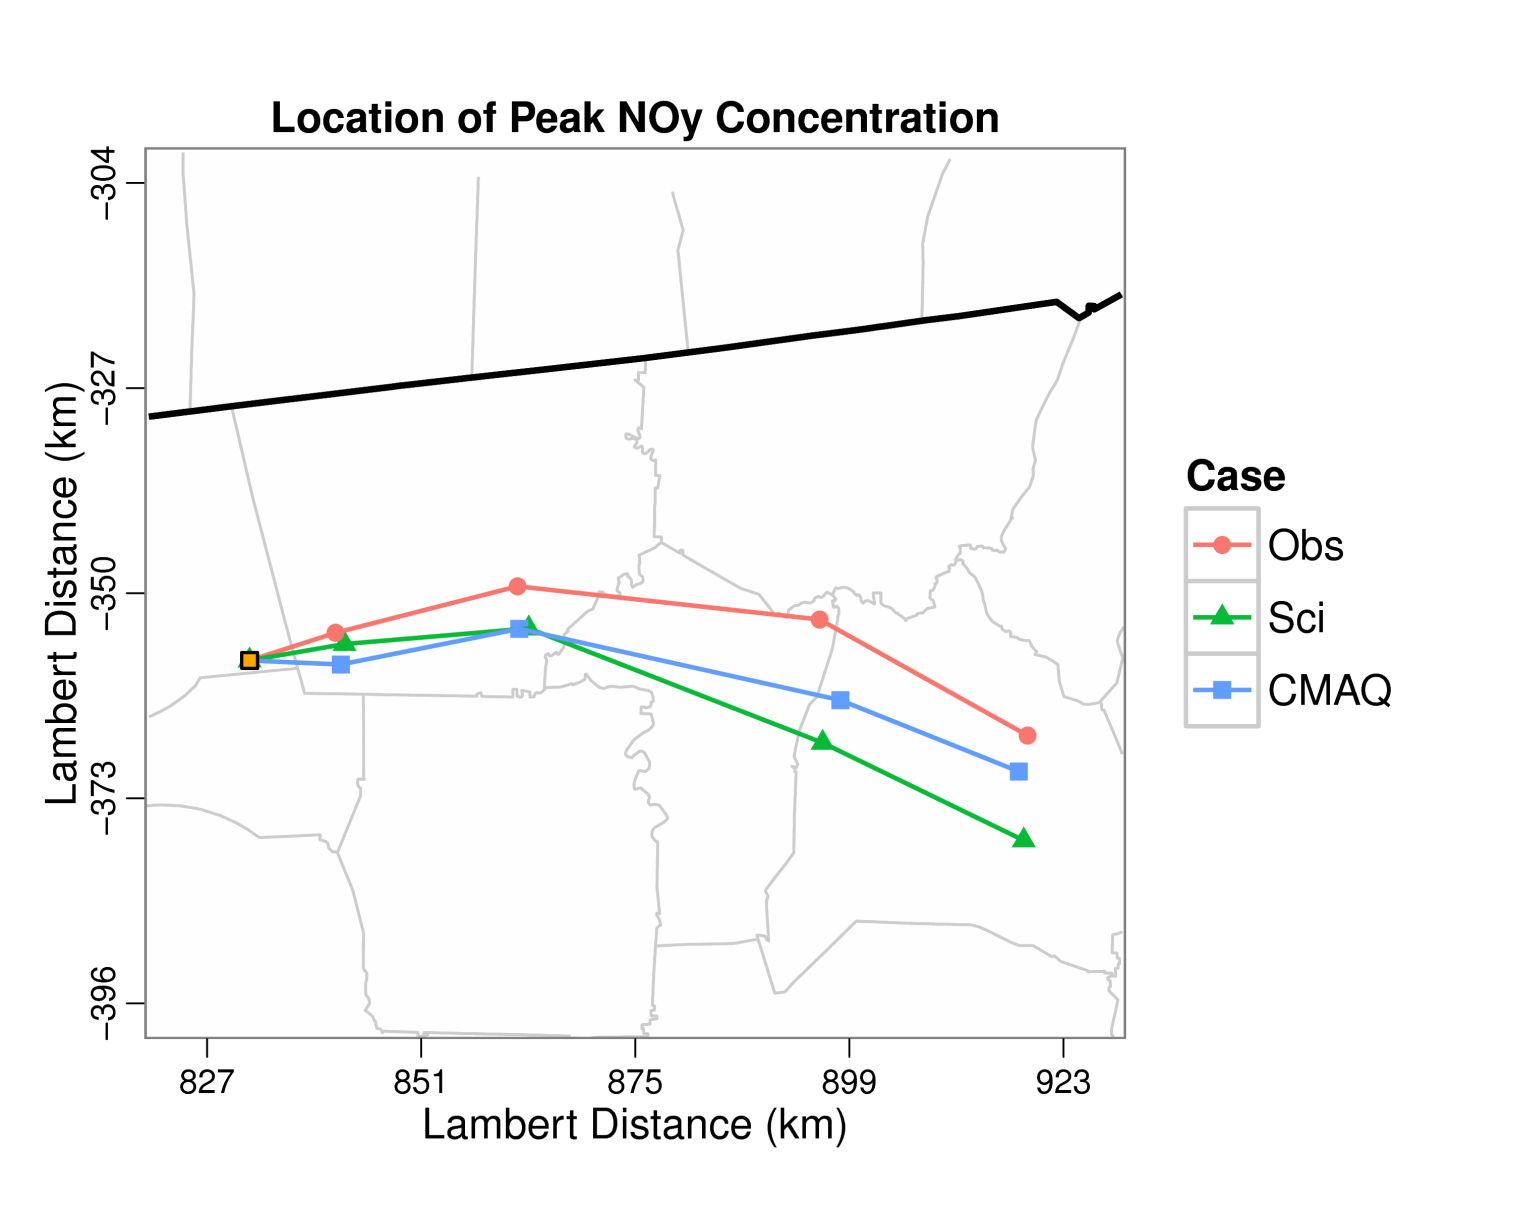 Location of Peak NOy Concentration
−304
−327
−350
−373
−396
Lambert Distance (km)
827 851 875 899 923
Lambert Distance (km)
Case
Obs
Sci
CMAQ